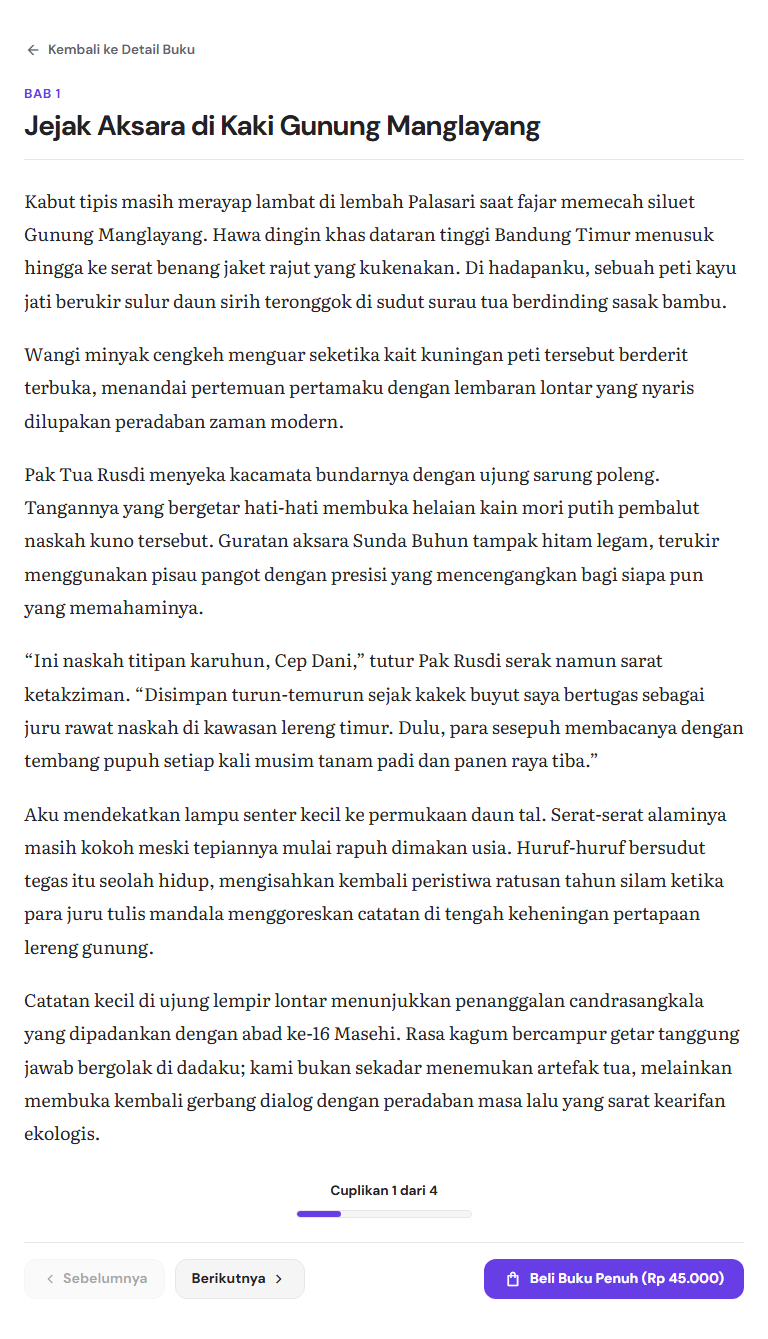 Kembali ke Detail Buku
BAB 1
Jejak Aksara di Kaki Gunung Manglayang
Kabut tipis masih merayap lambat di lembah Palasari saat fajar memecah siluet
Gunung Manglayang. Hawa dingin khas dataran tinggi Bandung Timur menusuk
hingga ke serat benang jaket rajut yang kukenakan. Di hadapanku, sebuah peti kayu
jati berukir sulur daun sirih teronggok di sudut surau tua berdinding sasak bambu.
Wangi minyak cengkeh menguar seketika kait kuningan peti tersebut berderit
terbuka, menandai pertemuan pertamaku dengan lembaran lontar yang nyaris
dilupakan peradaban zaman modern.
Pak Tua Rusdi menyeka kacamata bundarnya dengan ujung sarung poleng.
Tangannya yang bergetar hati-hati membuka helaian kain mori putih pembalut
naskah kuno tersebut. Guratan aksara Sunda Buhun tampak hitam legam, terukir
menggunakan pisau pangot dengan presisi yang mencengangkan bagi siapa pun
yang memahaminya.
“Ini naskah titipan karuhun, Cep Dani,” tutur Pak Rusdi serak namun sarat
ketakziman. “Disimpan turun-temurun sejak kakek buyut saya bertugas sebagai
juru rawat naskah di kawasan lereng timur. Dulu, para sesepuh membacanya dengan
tembang pupuh setiap kali musim tanam padi dan panen raya tiba.”
Aku mendekatkan lampu senter kecil ke permukaan daun tal. Serat-serat alaminya
masih kokoh meski tepiannya mulai rapuh dimakan usia. Huruf-huruf bersudut
tegas itu seolah hidup, mengisahkan kembali peristiwa ratusan tahun silam ketika
para juru tulis mandala menggoreskan catatan di tengah keheningan pertapaan
lereng gunung.
Catatan kecil di ujung lempir lontar menunjukkan penanggalan candrasangkala
yang dipadankan dengan abad ke-16 Masehi. Rasa kagum bercampur getar tanggung
jawab bergolak di dadaku; kami bukan sekadar menemukan artefak tua, melainkan
membuka kembali gerbang dialog dengan peradaban masa lalu yang sarat kearifan
ekologis.
Cuplikan 1 dari 4
Sebelumnya
Berikutnya
Beli Buku Penuh (Rp 45.000)